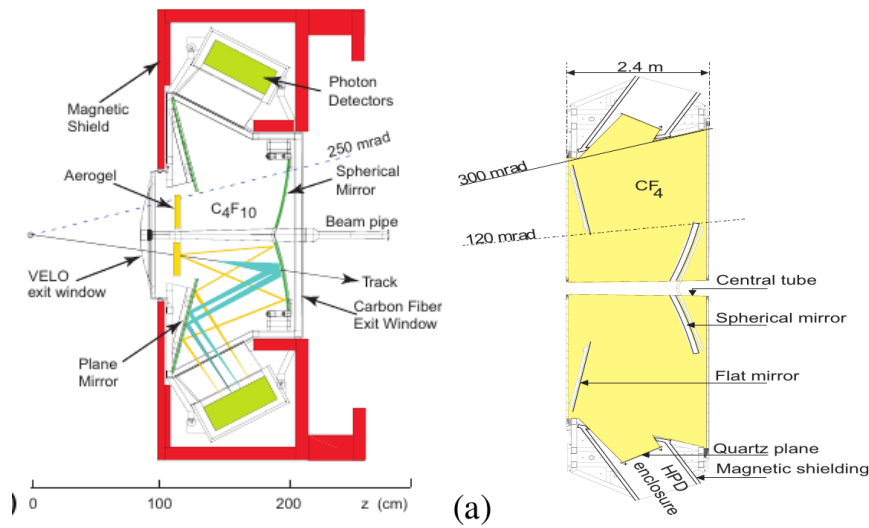 Magnetic
Shield
Photon
Detectors
250 mrad
Aerogel
Spherical
Mirror
C4F10
Beam pipe
VELO
exit window
Track
Carbon Fiber
Exit Window
Plane
Mirror
0 100 200 z (cm)
)
2.4 m
300 mrad
CF4
120 mrad
Central tube
Spherical mirror
Flat mirror
Quartz plane
Magnetic shielding
HPD
enclosure
(a)